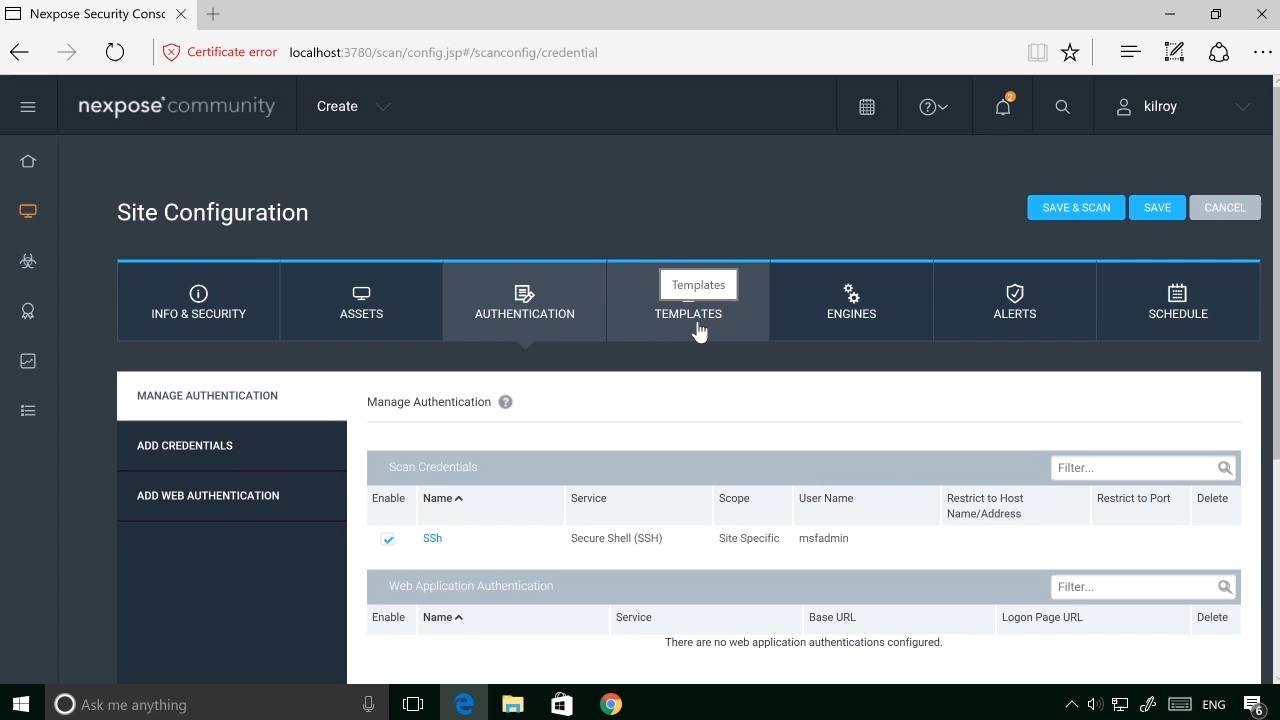 Nexpose Security Consc
Certificate error
localhost:3780/scan/config.jsp#/scanconfig/credential
nexpose community
Create
2
kilroy
Site Configuration
SAVE & SCAN
SAVE
CANCEL
Templates
INFO & SECURITY
ASSETS
AUTHENTICATION
TEMPLATES
ENGINES
ALERTS
SCHEDULE
MANAGE AUTHENTICATION
ADD CREDENTIALS
ADD WEB AUTHENTICATION
Manage Authentication
Scan Credentials
Filter...
Enable Name Service Scope User Name Restrict to Host Name/Address Restrict to Port Delete
SSh Secure Shell (SSH) Site Specific msfadmin
Web Application Authentication
Filter...
Enable Name Service Base URL Logon Page URL Delete
There are no web application authentications configured.
Ask me anything
ENG
6